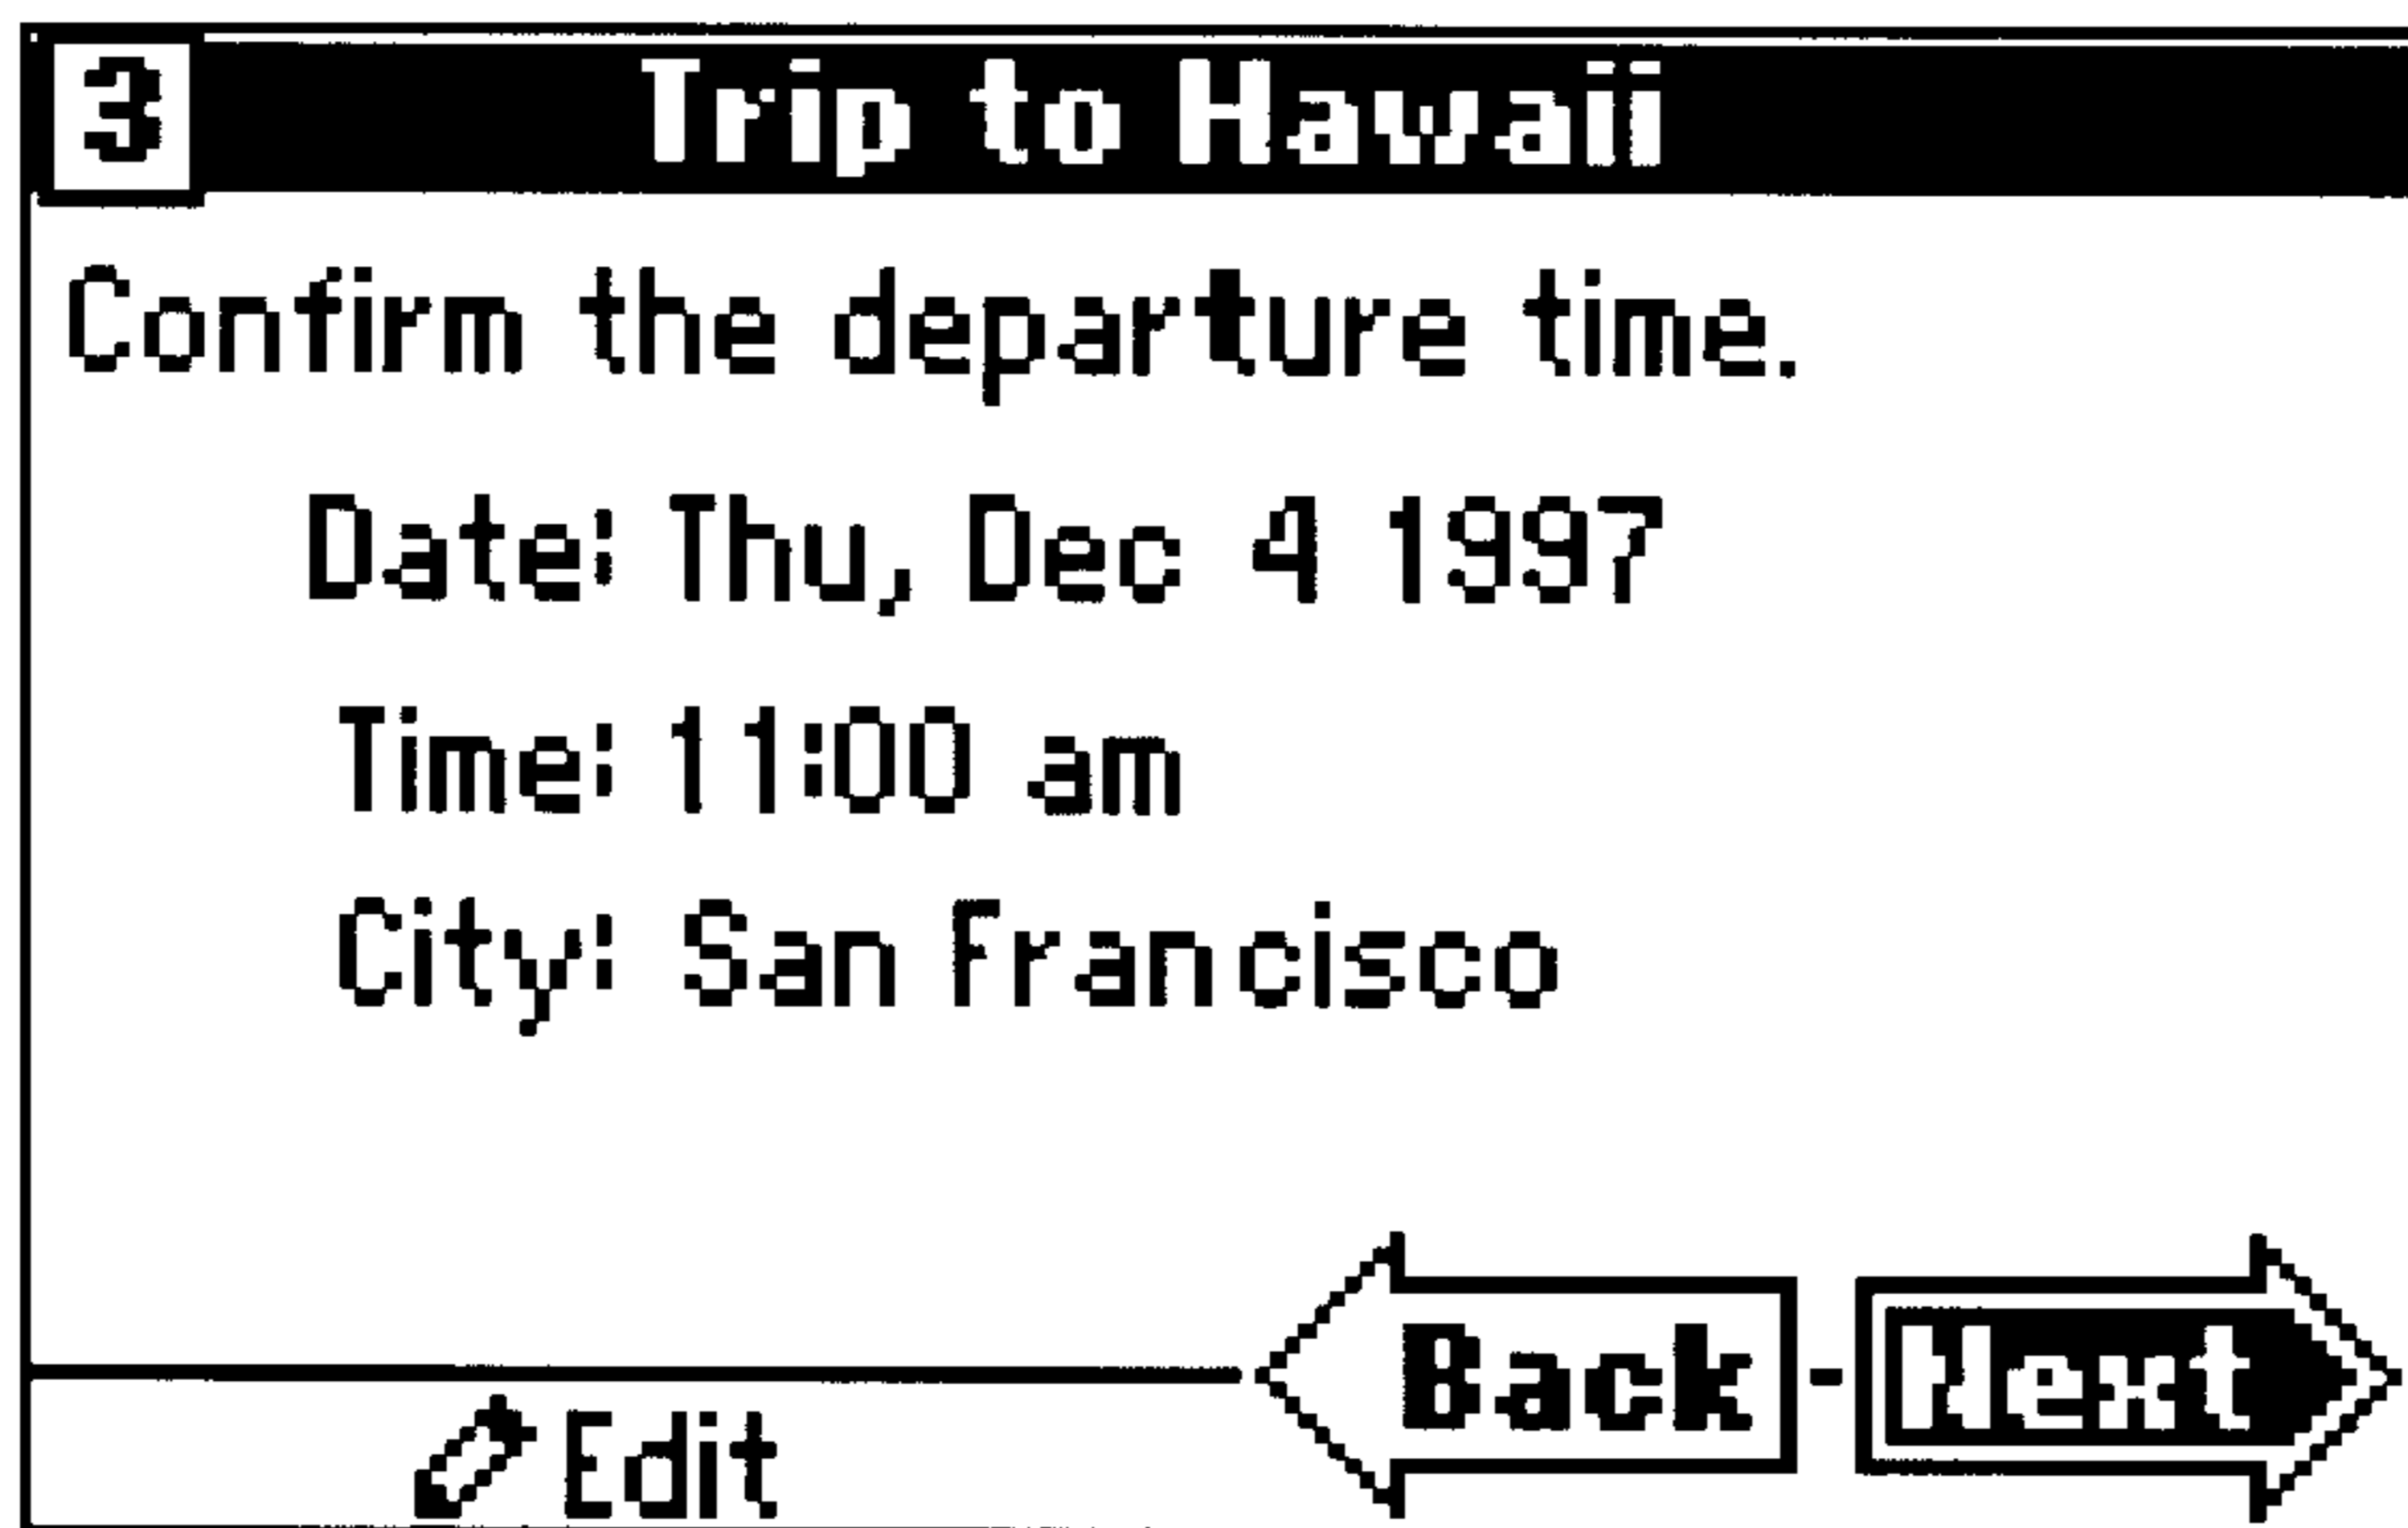 3 Trip to Hawaii
Confirm the departure time.
Date: Thu, Dec 4 1997
Time: 11:00 am
City: San Francisco
Back - Next
Edit